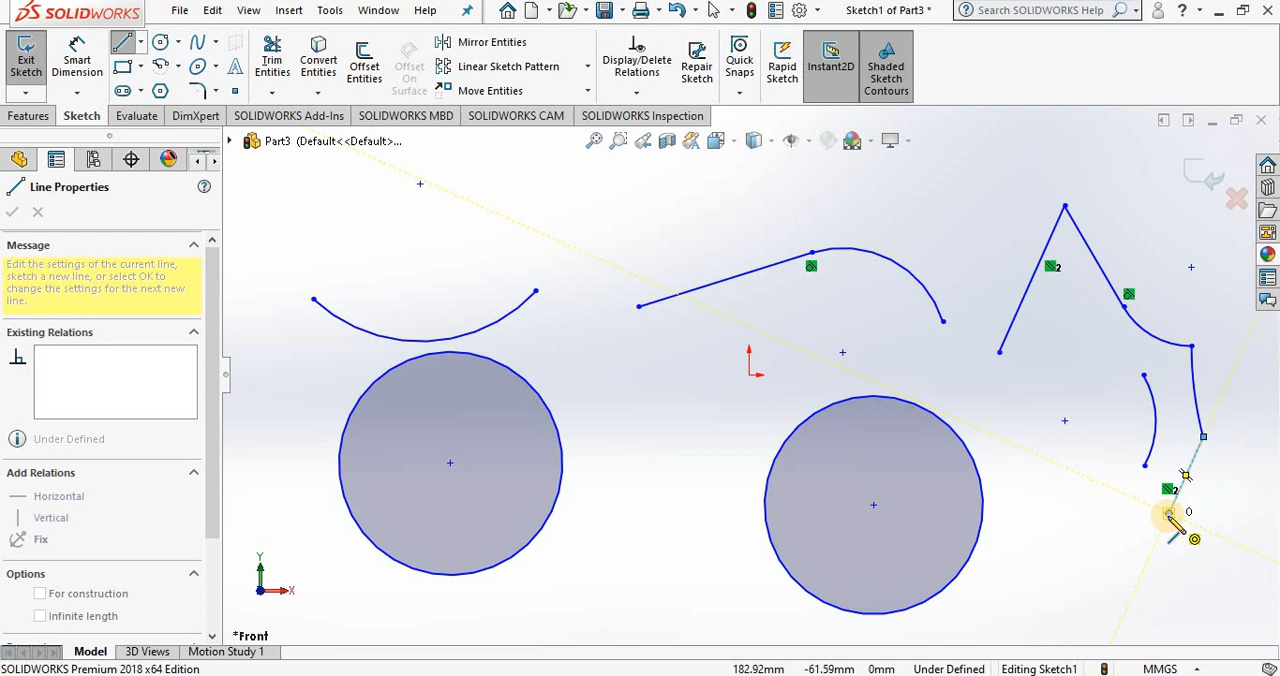 SOLIDWORKS File Edit View Insert Tools Window Help Sketch1 of Part3 * Search SOLIDWORKS Help ?
Exit Sketch
Smart Dimension
Trim Entities
Convert Entities
Offset Entities
Offset On Surface
Mirror Entities
Linear Sketch Pattern
Move Entities
Display/Delete Relations
Repair Sketch
Quick Snaps
Rapid Sketch
Instant2D
Shaded Sketch Contours
Features Sketch Evaluate DimXpert SOLIDWORKS Add-Ins SOLIDWORKS MBD SOLIDWORKS CAM SOLIDWORKS Inspection
Part3 (Default<<Default>...
Line Properties ?
Message
Edit the settings of the current line,
sketch a new line, or select OK to
change the settings for the next new
line.
Existing Relations
Under Defined
Add Relations
Horizontal
Vertical
Fix
Options
For construction
Infinite length
2
2
0
Y
X
*Front
Model 3D Views Motion Study 1
SOLIDWORKS Premium 2018 x64 Edition 182.92mm -61.59mm 0mm Under Defined Editing Sketch1 MMGS